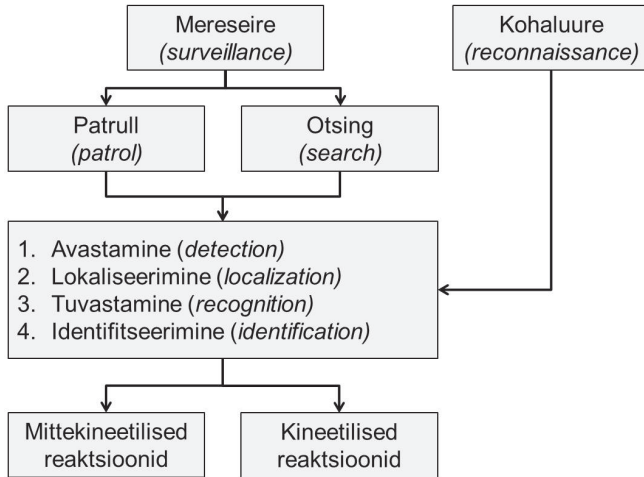 Mereseire
(surveillance)
Kohaluure
(reconnaissance)
Patrull
(patrol)
Otsing
(search)
1. Avastamine (detection)
2. Lokaliseerimine (localization)
3. Tuvastamine (recognition)
4. Identifitseerimine (identification)
Mittekineetilised
reaktsioonid
Kineetilised
reaktsioonid